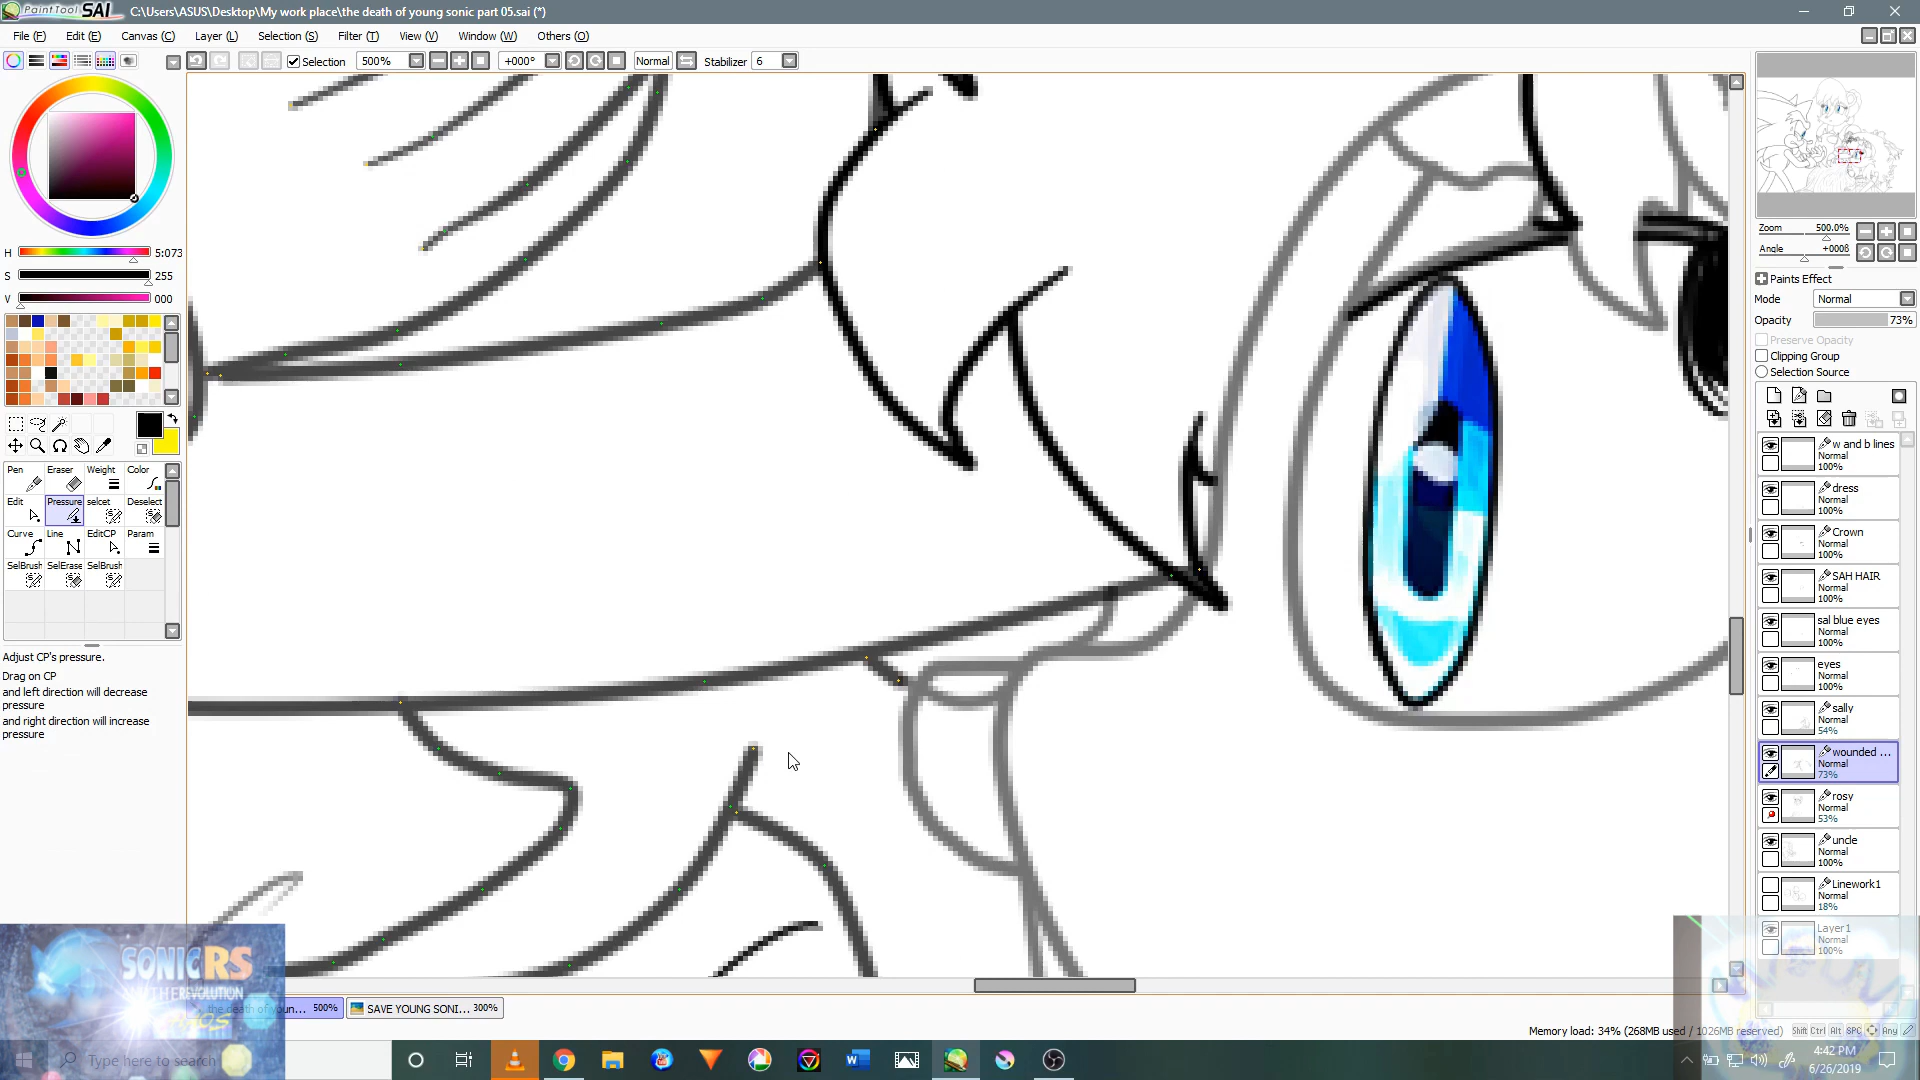 PaintTool SAI C:\Users\ASUS\Desktop\My work place\the death of young sonic part 05.sai (*)
File (F) Edit (E) Canvas (C) Layer (L) Selection (S) Filter (T) View (V) Window (W) Others (O)
Selection 500% +000° Normal Stabilizer 6
H 5:073
S 255
V 000
Pen Eraser Weight Color
Edit Pressure selcet Deselect
Curve Line EditCP Param
SelBrush SelErase SelBrush
Adjust CP's pressure.
Drag on CP
and left direction will decrease
pressure
and right direction will increase
pressure
Zoom 500.0%
Angle +000ß
Paints Effect
Mode Normal
Opacity 73%
Preserve Opacity
Clipping Group
Selection Source
w and b lines
Normal
100%
dress
Normal
100%
Crown
Normal
100%
SAH HAIR
Normal
100%
sal blue eyes
Normal
100%
eyes
Normal
100%
sally
Normal
54%
wounded ...
Normal
73%
rosy
Normal
53%
uncle
Normal
100%
Linework1
Normal
18%
Layer1
Normal
100%
SONIC RS
the death of youn... 500% SAVE YOUNG SONI... 300%
Memory load: 34% (268MB used / 1026MB reserved) Shift Ctrl Alt SPC Any
Type here to search
4:42 PM
6/26/2019